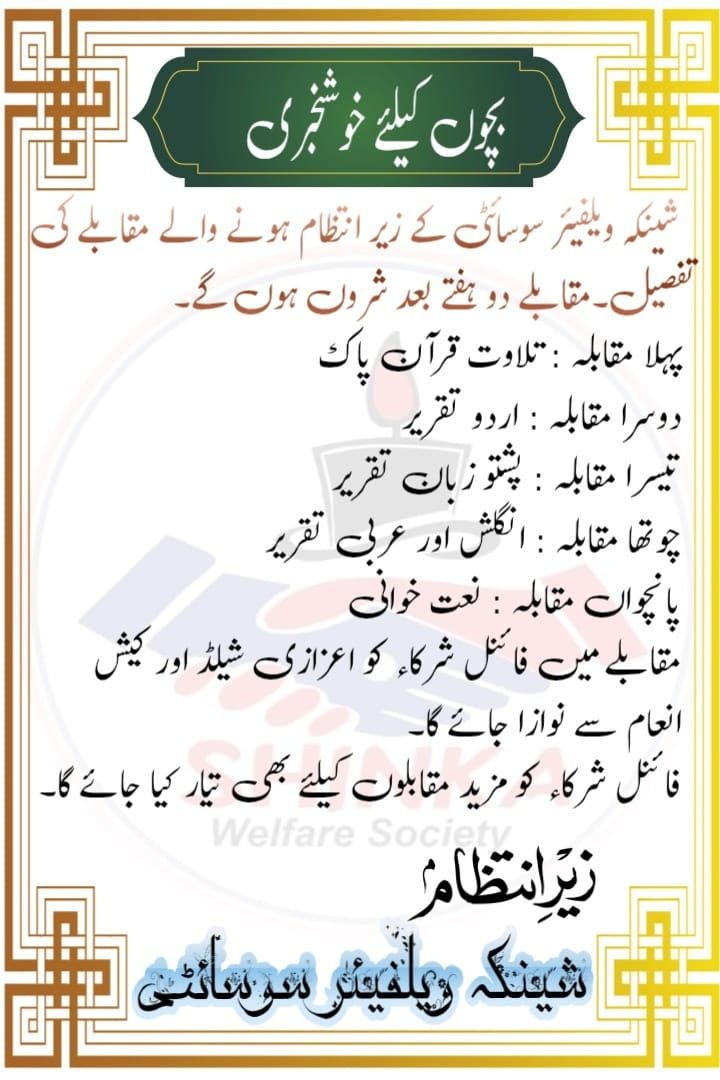 بچوں کیلئے خوشخبری
شینکہ ویلفیئر سوسائٹی کے زیر انتظام ہونے والے مقابلے کی
تفصیل۔مقابلے دو ہفتے بعد شروں ہوں گے۔
پہلا مقابلہ : تلاوت قرآن پاک
دوسرا مقابلہ : اردو تقریر
تیسرا مقابلہ : پشتو زبان تقریر
چوتھا مقابلہ : انگلش اور عربی تقریر
پانچواں مقابلہ : نعت خوانی
مقابلے میں فائنل شرکاء کو اعزازی شیلڈ اور کیش
انعام سے نوازا جائے گا۔
SHINKA
فائنل شرکاء کو مزید مقابلوں کیلئے بھی تیار کیا جائے گا۔
Welfare Society
زیرِ انتظام
شینکہ ویلفیئر سوسائٹی